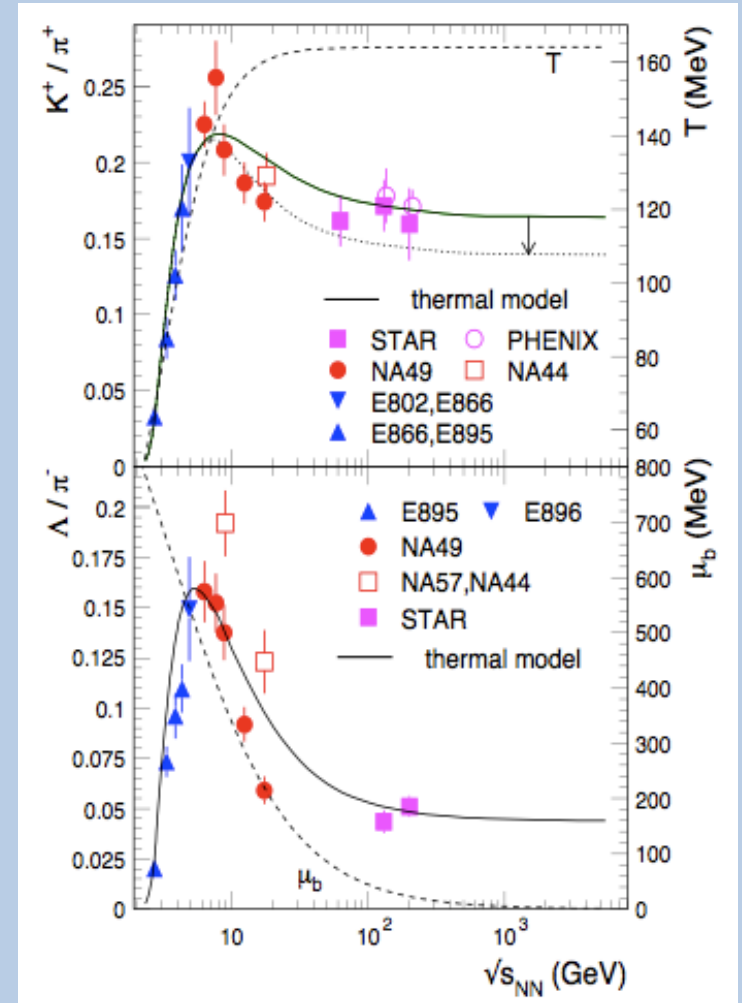 K⁺ / π⁺
T (MeV)
0.25
0.2
0.15
0.1
0.05
0
160
140
120
100
80
60
T
thermal model
STAR PHENIX
NA49 NA44
E802,E866
E866,E895
Λ / π⁻
μ_b (MeV)
0.2
0.175
0.15
0.125
0.1
0.075
0.05
0.025
0
800
700
600
500
400
300
200
100
0
E895 E896
NA49
NA57,NA44
STAR
thermal model
μ_b
10 10² 10³
√s_NN (GeV)